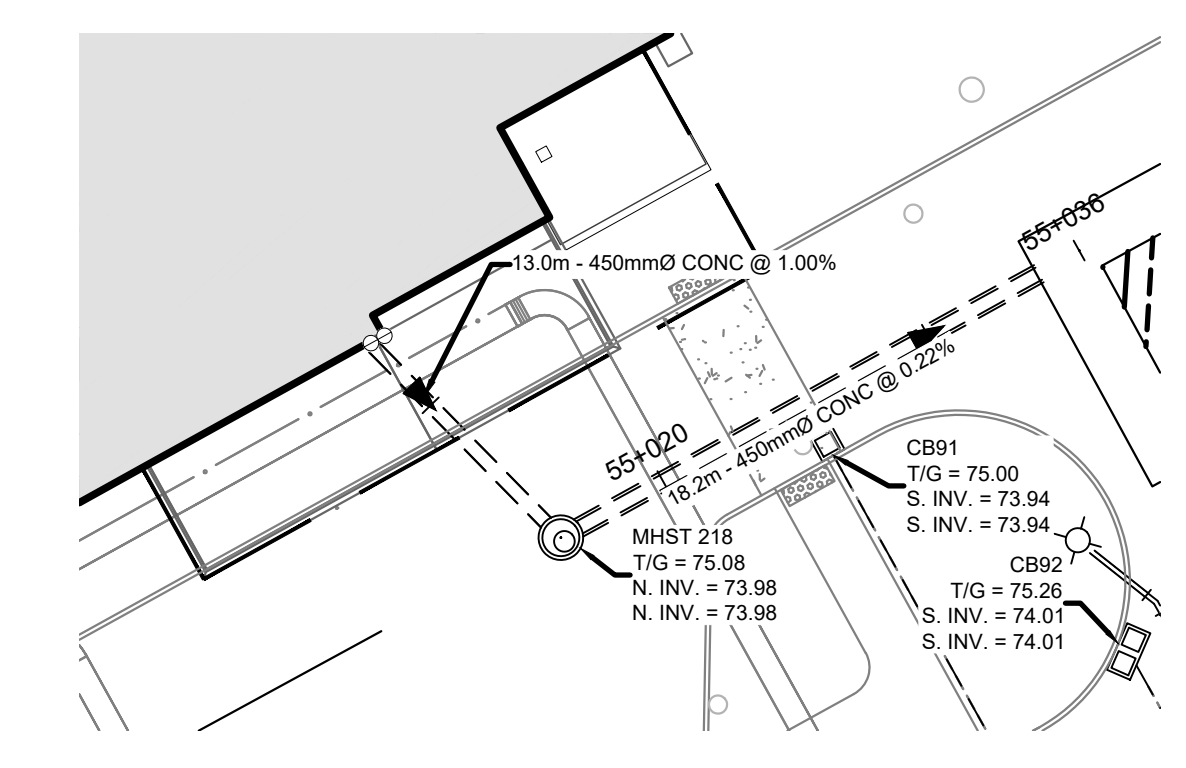 55+036
13.0m - 450mmØ CONC @ 1.00%
18.2m - 450mmØ CONC @ 0.22%
55+020
CB91
T/G = 75.00
S. INV. = 73.94
S. INV. = 73.94
MHST 218
T/G = 75.08
N. INV. = 73.98
N. INV. = 73.98
CB92
T/G = 75.26
S. INV. = 74.01
S. INV. = 74.01